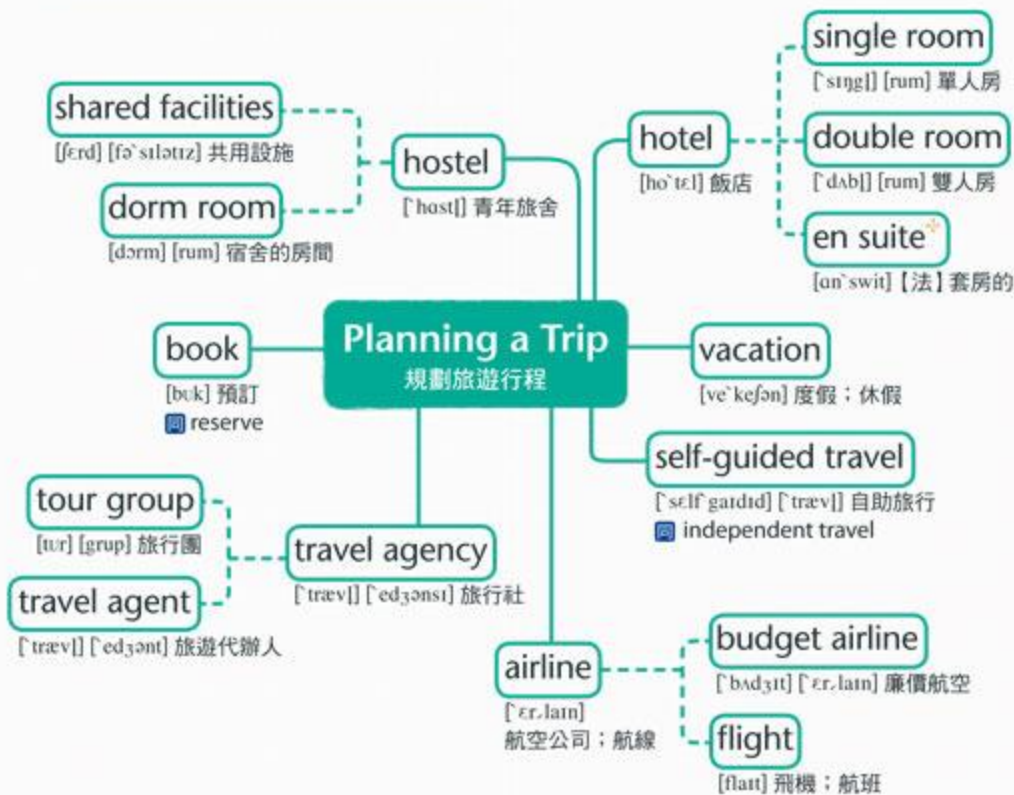 single room
[ˋsɪŋgḷ] [rum] 單人房
shared facilities
[ʃɛrd] [fəˋsɪlətɪz] 共用設施
hotel
[hoˋtɛl] 飯店
double room
[ˋdʌbḷ] [rum] 雙人房
hostel
[ˋhɑstḷ] 青年旅舍
dorm room
[dɔrm] [rum] 宿舍的房間
en suite
[ɑnˋswit]【法】套房的
Planning a Trip
規劃旅遊行程
book
[bʊk] 預訂
同 reserve
vacation
[veˋkeʃən] 度假；休假
self-guided travel
[ˋsɛlfˋgaɪdɪd] [ˋtrævḷ] 自助旅行
同 independent travel
tour group
[tʊr] [grup] 旅行團
travel agency
[ˋtrævḷ] [ˋedʒənsɪ] 旅行社
travel agent
[ˋtrævḷ] [ˋedʒənt] 旅遊代辦人
airline
[ˋɛr͵laɪn]
航空公司；航線
budget airline
[ˋbʌdʒɪt] [ˋɛr͵laɪn] 廉價航空
flight
[flaɪt] 飛機；航班